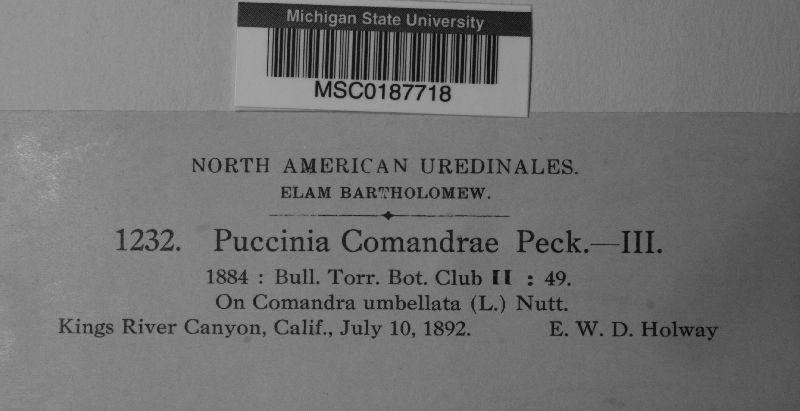 Michigan State University
MSC0187718
NORTH AMERICAN UREDINALES.
ELAM BARTHOLOMEW.
1232. Puccinia Comandrae Peck.—III.
1884 : Bull. Torr. Bot. Club II : 49.
On Comandra umbellata (L.) Nutt.
Kings River Canyon, Calif., July 10, 1892. E. W. D. Holway